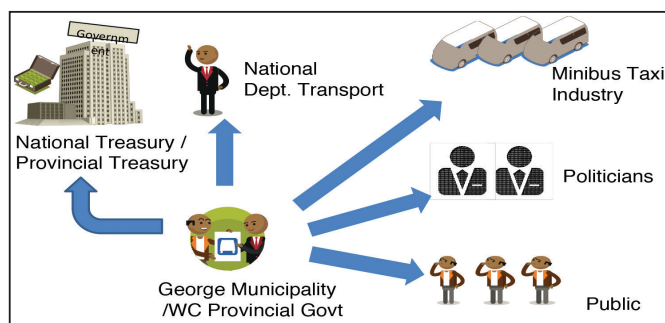 Governm
ent
National Treasury /
Provincial Treasury
National
Dept. Transport
Minibus Taxi
Industry
Politicians
George Municipality
/WC Provincial Govt
Public